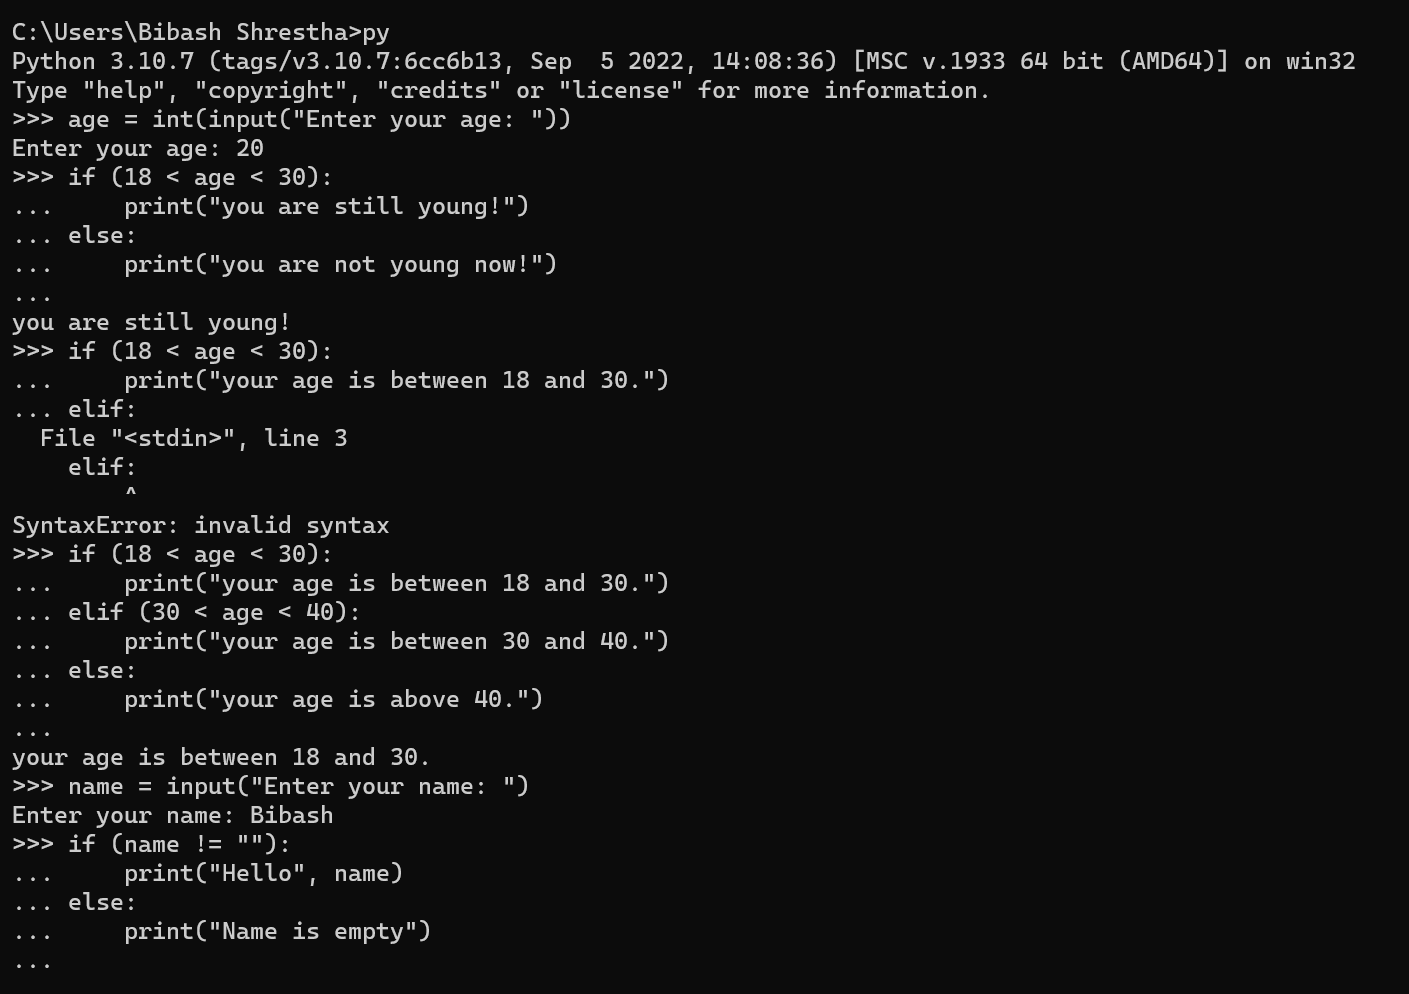 C:\Users\Bibash Shrestha>py
Python 3.10.7 (tags/v3.10.7:6cc6b13, Sep  5 2022, 14:08:36) [MSC v.1933 64 bit (AMD64)] on win32
Type "help", "copyright", "credits" or "license" for more information.
>>> age = int(input("Enter your age: "))
Enter your age: 20
>>> if (18 < age < 30):
...     print("you are still young!")
... else:
...     print("you are not young now!")
...
you are still young!
>>> if (18 < age < 30):
...     print("your age is between 18 and 30.")
... elif:
  File "<stdin>", line 3
    elif:
        ^
SyntaxError: invalid syntax
>>> if (18 < age < 30):
...     print("your age is between 18 and 30.")
... elif (30 < age < 40):
...     print("your age is between 30 and 40.")
... else:
...     print("your age is above 40.")
...
your age is between 18 and 30.
>>> name = input("Enter your name: ")
Enter your name: Bibash
>>> if (name != ""):
...     print("Hello", name)
... else:
...     print("Name is empty")
...